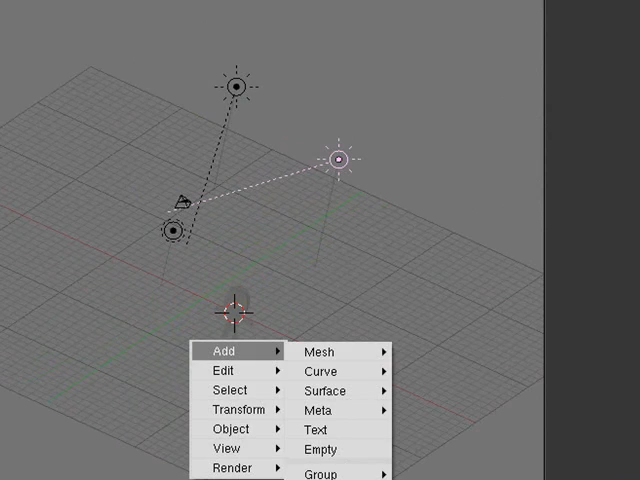 Add
Edit
Select
Transform
Object
View
Render
Mesh
Curve
Surface
Meta
Text
Empty
Group